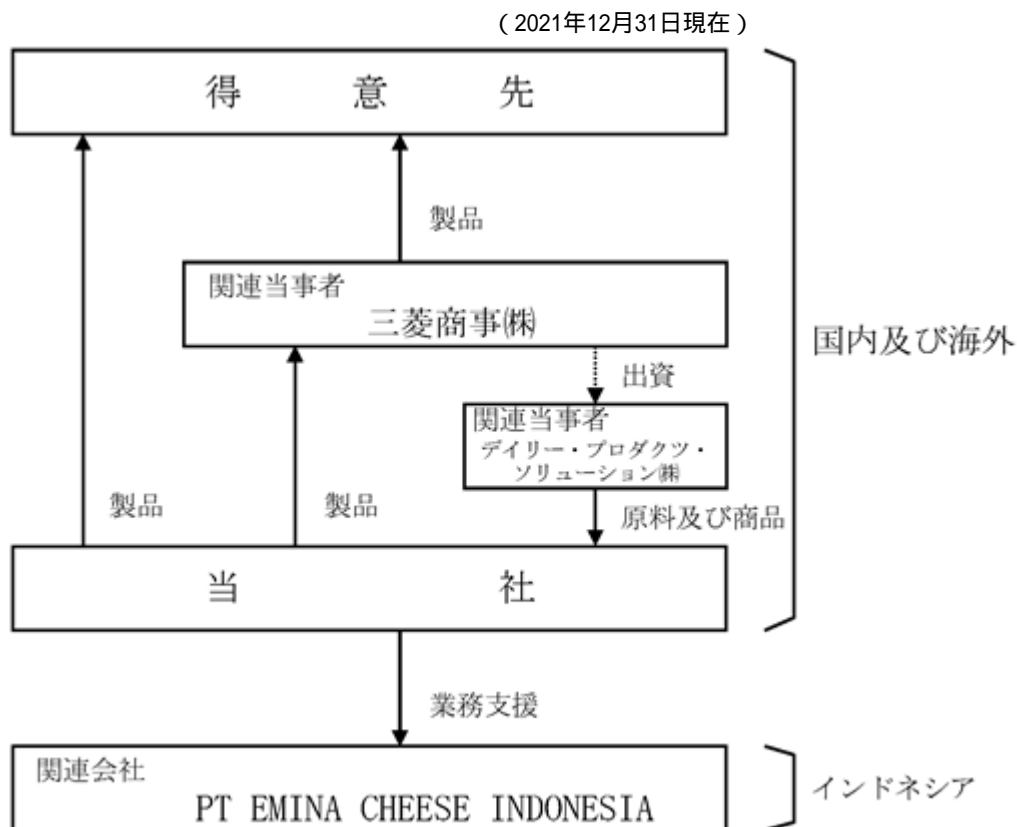 （2021年12月31日現在）
得意先
製品
関連当事者
三菱商事㈱
国内及び海外
出資
関連当事者
デイリー・プロダクツ・
ソリューション㈱
製品
製品
原料及び商品
当社
業務支援
関連会社
PT EMINA CHEESE INDONESIA
インドネシア